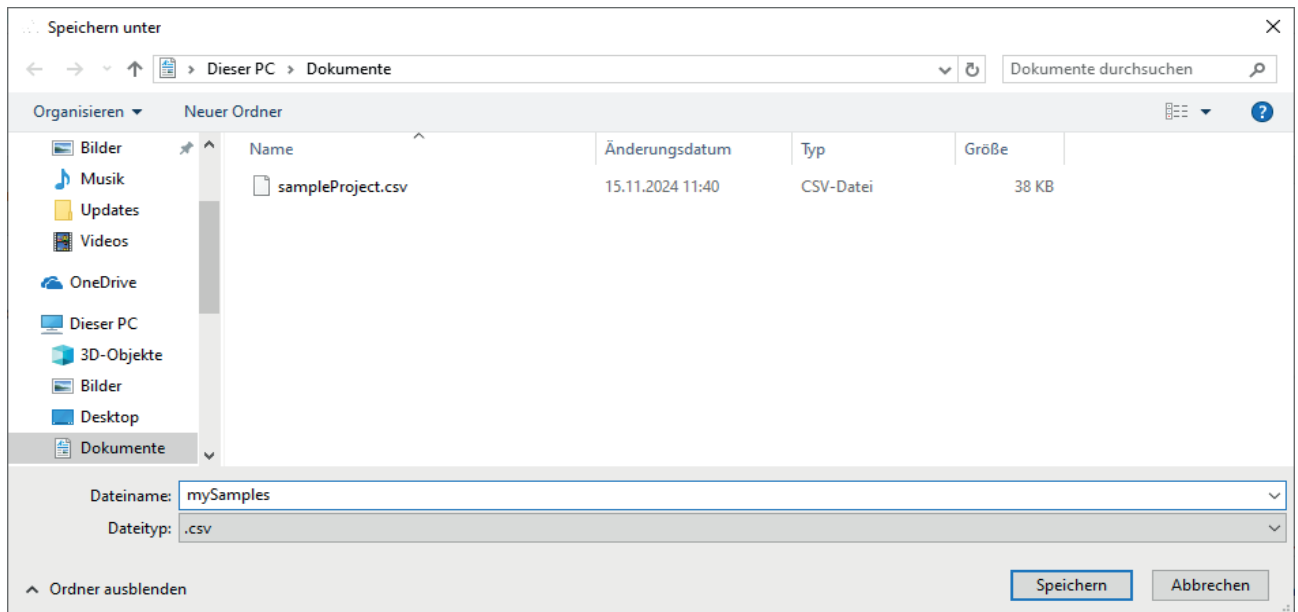 Speichern unter
Dieser PC > Dokumente
Dokumente durchsuchen
Organisieren
Neuer Ordner
?
Bilder
Musik
Updates
Videos
OneDrive
Dieser PC
3D-Objekte
Bilder
Desktop
Dokumente
Name Änderungsdatum Typ Größe
sampleProject.csv 15.11.2024 11:40 CSV-Datei 38 KB
Dateiname: mySamples
Dateityp: .csv
Ordner ausblenden
Speichern Abbrechen